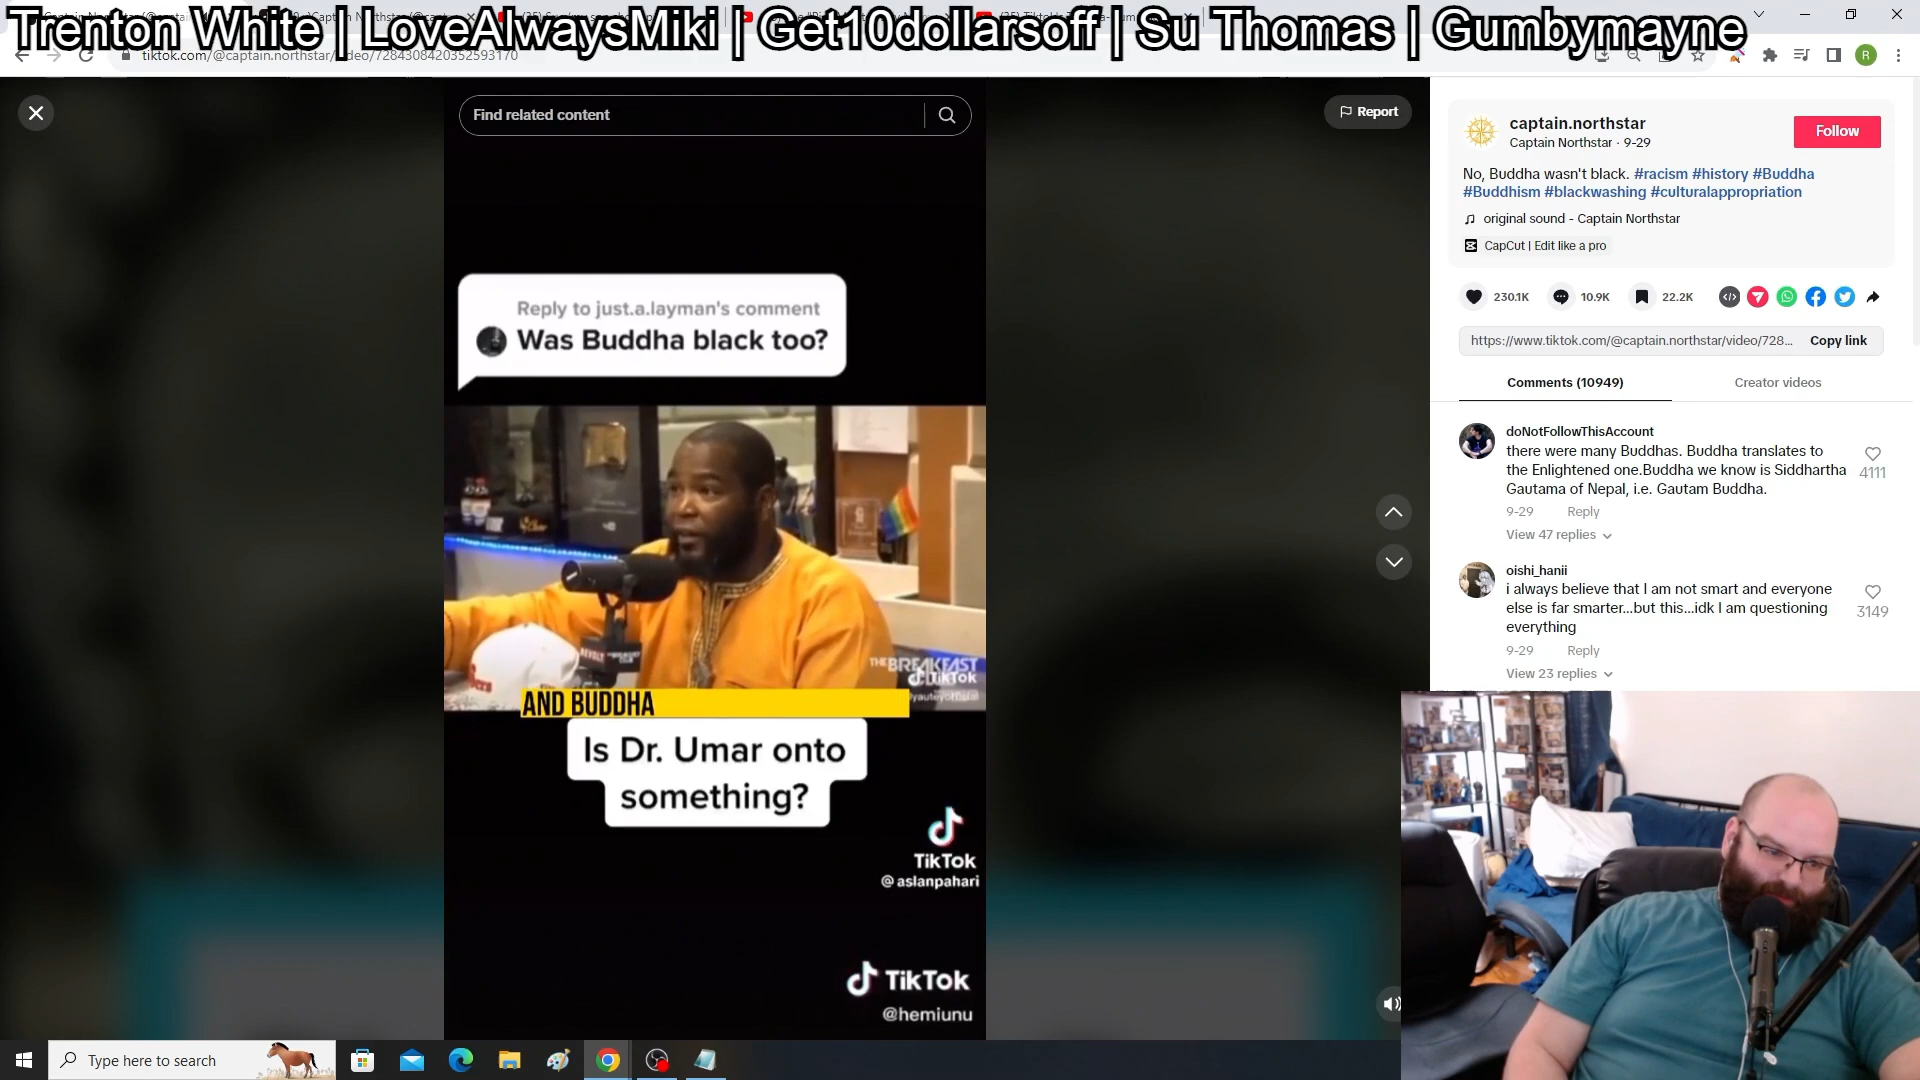 Trenton White | LoveAlwaysMiki | Get10dollarsoff | Su Thomas | Gumbymayne
tiktok.com/@captain.northstar/video/7284308420352593170
R
Find related content
Report
Reply to just.a.layman's comment
Was Buddha black too?
THE BREAKFAST
TikTok
AND BUDDHA
Is Dr. Umar onto
something?
TikTok
@aslanpahari
TikTok
@hemiunu
captain.northstar
Captain Northstar · 9-29
Follow
No, Buddha wasn't black. #racism #history #Buddha
#Buddhism #blackwashing #culturalappropriation
original sound - Captain Northstar
CapCut | Edit like a pro
230.1K
10.9K
22.2K
https://www.tiktok.com/@captain.northstar/video/728...
Copy link
Comments (10949)
Creator videos
doNotFollowThisAccount
there were many Buddhas. Buddha translates to
the Enlightened one.Buddha we know is Siddhartha
Gautama of Nepal, i.e. Gautam Buddha.
4111
9-29 Reply
View 47 replies
oishi_hanii
i always believe that I am not smart and everyone
else is far smarter...but this...idk I am questioning
everything
3149
9-29 Reply
View 23 replies
Type here to search